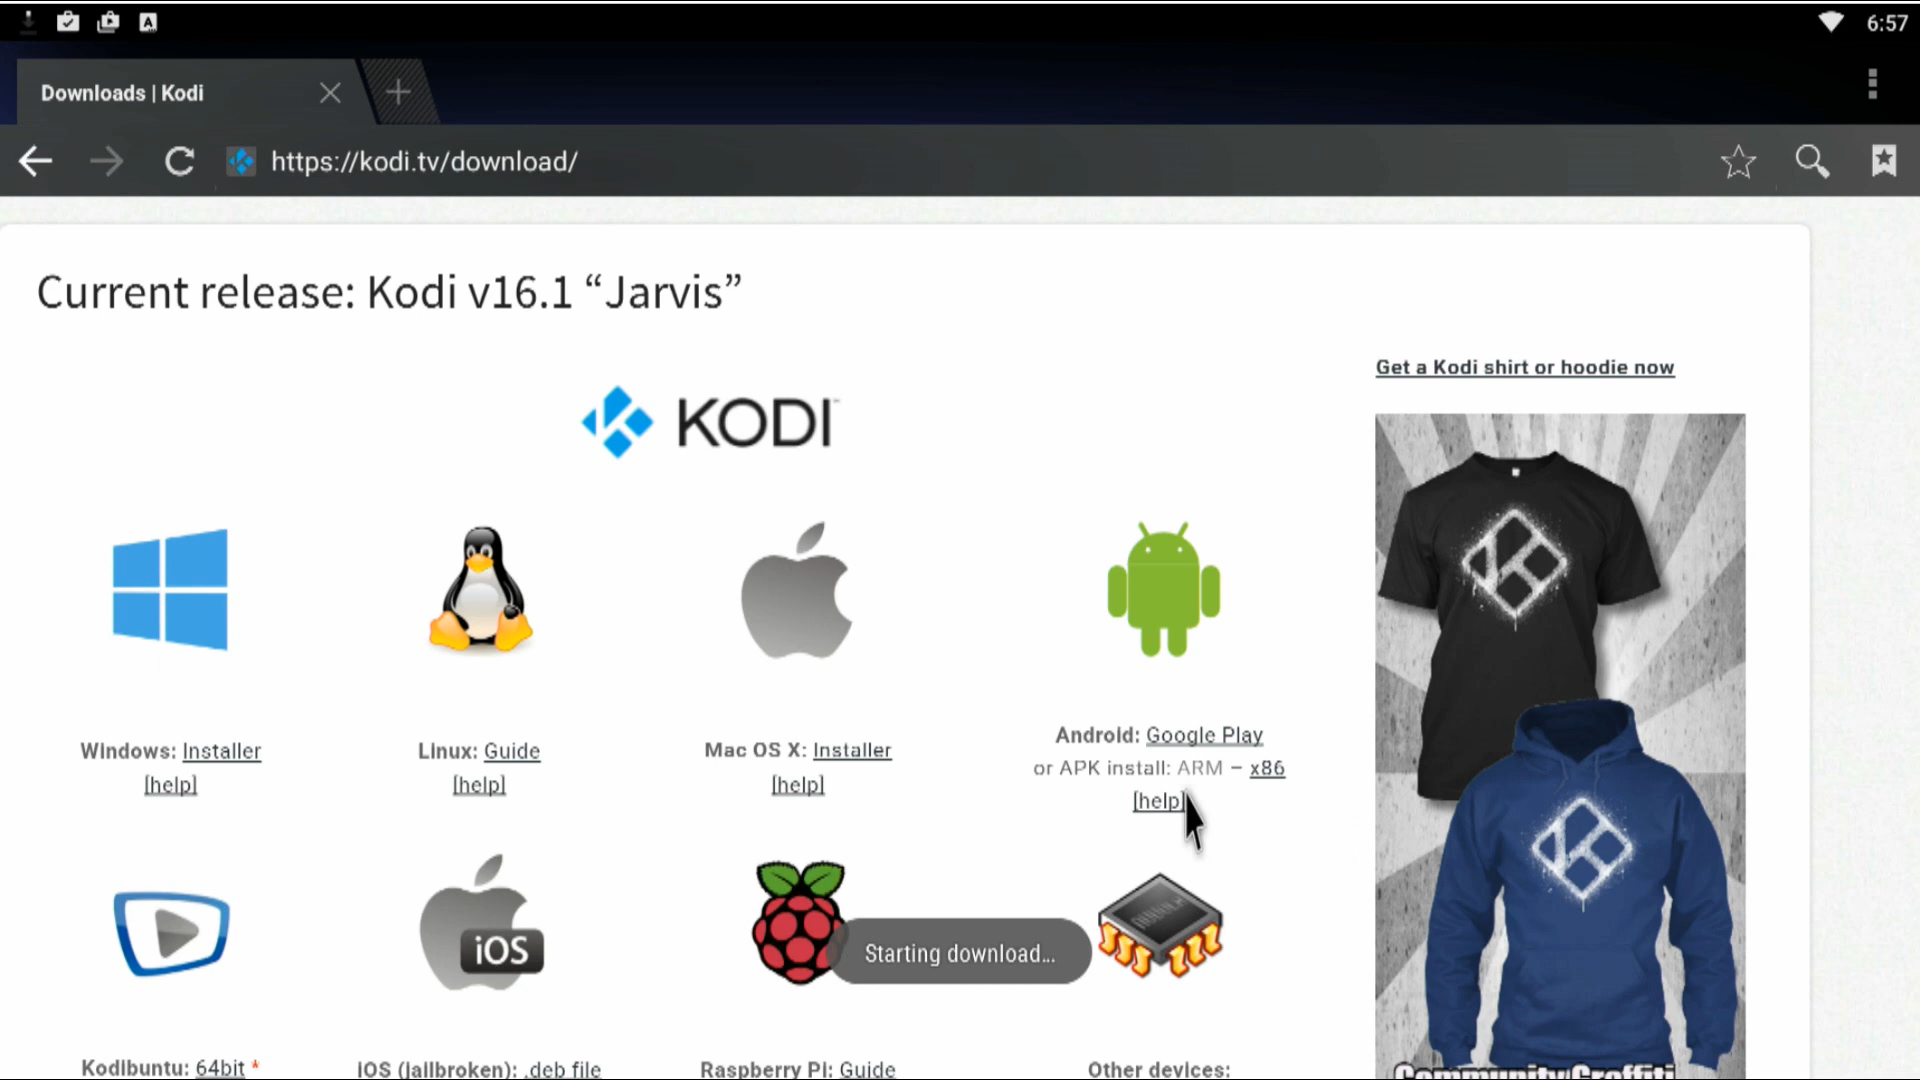 6:57
Downloads | Kodi
https://kodi.tv/download/
Current release: Kodi v16.1 “Jarvis”
Get a Kodi shirt or hoodie now
KODI
Windows: Installer
[help]
Linux: Guide
[help]
Mac OS X: Installer
[help]
Android: Google Play
or APK install: ARM – x86
[help]
iOS
Starting download...
Kodibuntu: 64bit *
iOS (jailbroken): .deb file
Raspberry Pi: Guide
Other devices:
Community Graffiti